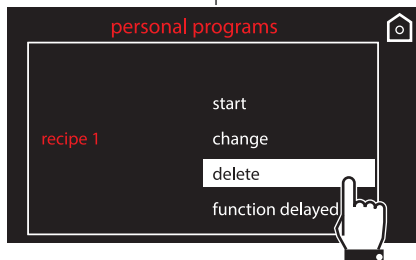 personal programs
start
recipe 1
change
delete
function delayed